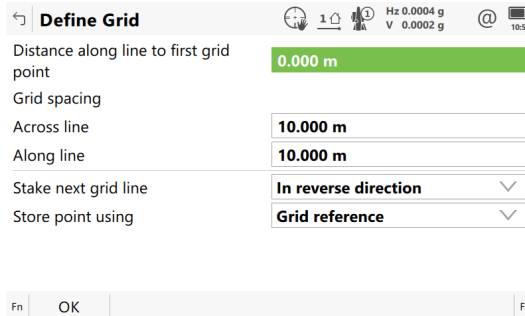 Define Grid
1
1
Hz 0.0004 g
V 0.0002 g
@
Distance along line to first grid
point
0.000 m
Grid spacing
Across line
10.000 m
Along line
10.000 m
Stake next grid line
In reverse direction
Store point using
Grid reference
Fn
OK